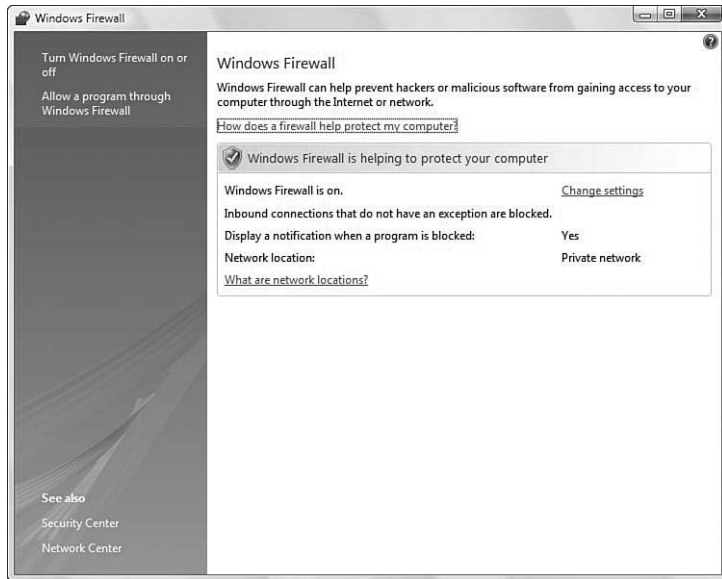 Windows Firewall
Turn Windows Firewall on or
off
Allow a program through
Windows Firewall
See also
Security Center
Network Center
Windows Firewall
Windows Firewall can help prevent hackers or malicious software from gaining access to your
computer through the Internet or network.
How does a firewall help protect my computer?
Windows Firewall is helping to protect your computer
Windows Firewall is on. Change settings
Inbound connections that do not have an exception are blocked.
Display a notification when a program is blocked: Yes
Network location: Private network
What are network locations?